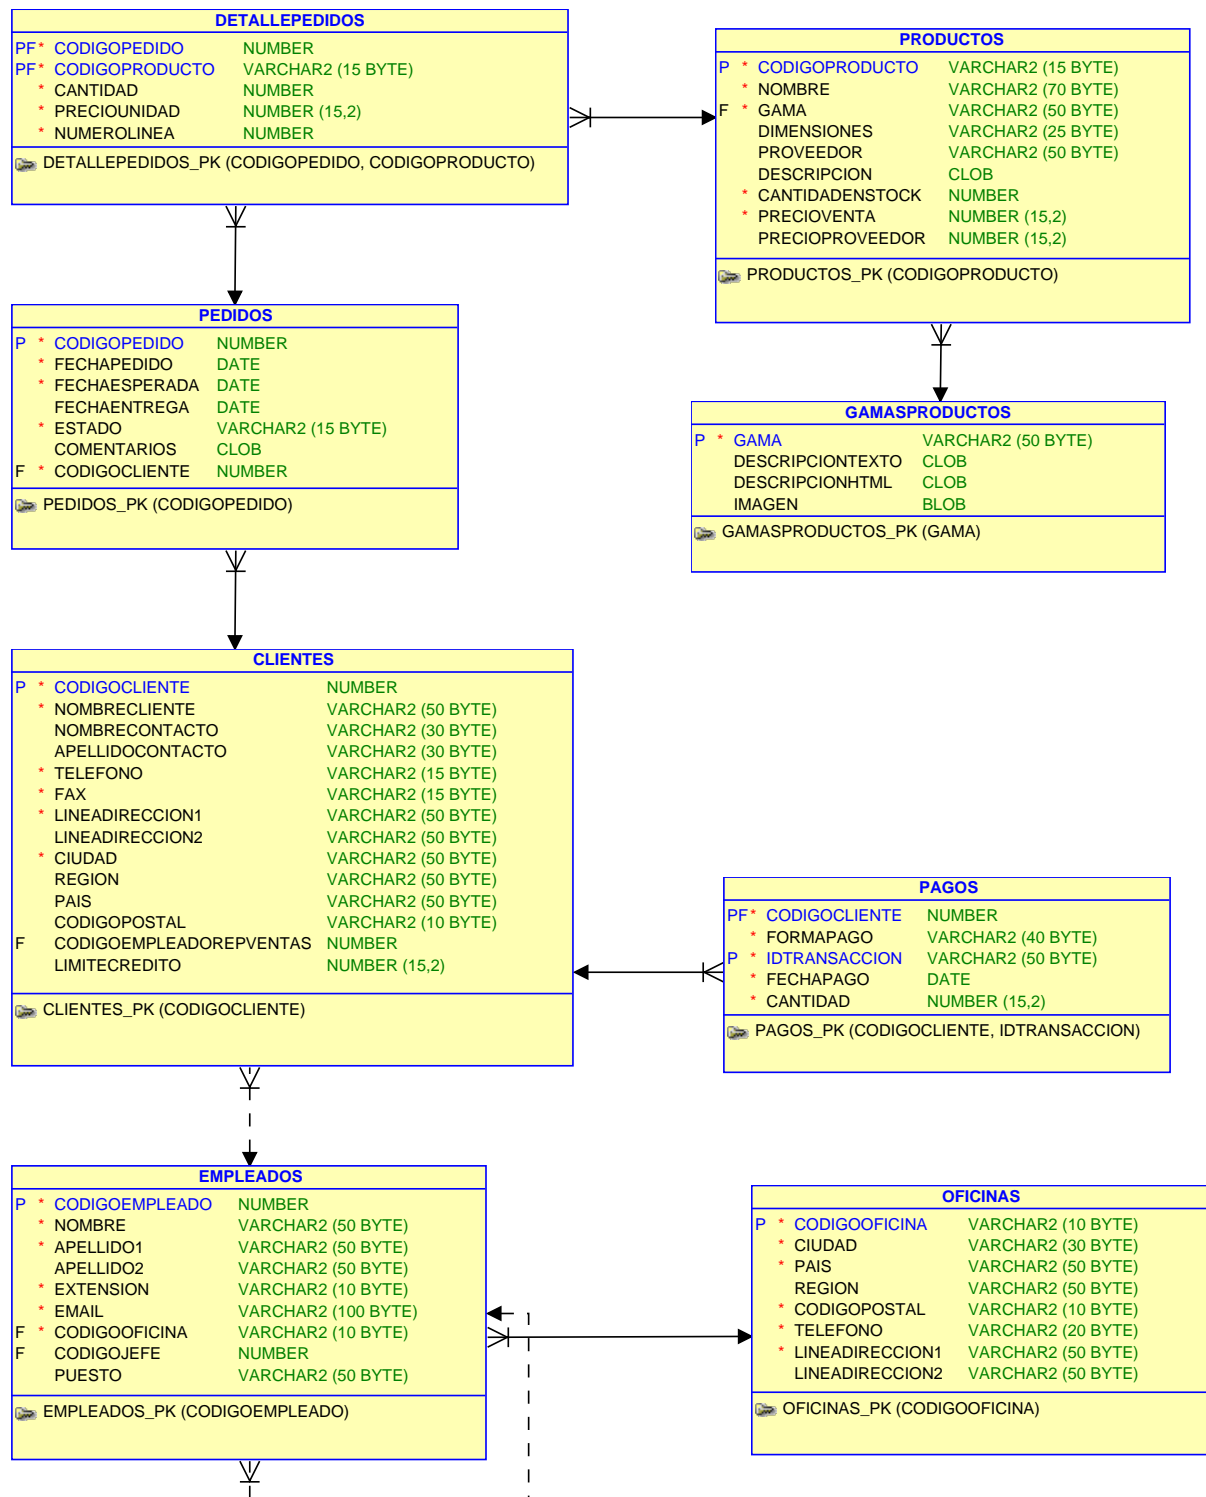 DETALLEPEDIDOS
PF* CODIGOPEDIDO NUMBER
PF* CODIGOPRODUCTO VARCHAR2 (15 BYTE)
* CANTIDAD NUMBER
* PRECIOUNIDAD NUMBER (15,2)
* NUMEROLINEA NUMBER
DETALLEPEDIDOS_PK (CODIGOPEDIDO, CODIGOPRODUCTO)
PRODUCTOS
P * CODIGOPRODUCTO VARCHAR2 (15 BYTE)
* NOMBRE VARCHAR2 (70 BYTE)
F * GAMA VARCHAR2 (50 BYTE)
DIMENSIONES VARCHAR2 (25 BYTE)
PROVEEDOR VARCHAR2 (50 BYTE)
DESCRIPCION CLOB
* CANTIDADENSTOCK NUMBER
* PRECIOVENTA NUMBER (15,2)
PRECIOPROVEEDOR NUMBER (15,2)
PRODUCTOS_PK (CODIGOPRODUCTO)
PEDIDOS
P * CODIGOPEDIDO NUMBER
* FECHAPEDIDO DATE
* FECHAESPERADA DATE
FECHAENTREGA DATE
* ESTADO VARCHAR2 (15 BYTE)
COMENTARIOS CLOB
F * CODIGOCLIENTE NUMBER
PEDIDOS_PK (CODIGOPEDIDO)
GAMASPRODUCTOS
P * GAMA VARCHAR2 (50 BYTE)
DESCRIPCIONTEXTO CLOB
DESCRIPCIONHTML CLOB
IMAGEN BLOB
GAMASPRODUCTOS_PK (GAMA)
CLIENTES
P * CODIGOCLIENTE NUMBER
* NOMBRECLIENTE VARCHAR2 (50 BYTE)
NOMBRECONTACTO VARCHAR2 (30 BYTE)
APELLIDOCONTACTO VARCHAR2 (30 BYTE)
* TELEFONO VARCHAR2 (15 BYTE)
* FAX VARCHAR2 (15 BYTE)
* LINEADIRECCION1 VARCHAR2 (50 BYTE)
LINEADIRECCION2 VARCHAR2 (50 BYTE)
* CIUDAD VARCHAR2 (50 BYTE)
REGION VARCHAR2 (50 BYTE)
PAIS VARCHAR2 (50 BYTE)
CODIGOPOSTAL VARCHAR2 (10 BYTE)
F CODIGOEMPLEADOREPVENTAS NUMBER
LIMITECREDITO NUMBER (15,2)
CLIENTES_PK (CODIGOCLIENTE)
PAGOS
PF* CODIGOCLIENTE NUMBER
* FORMAPAGO VARCHAR2 (40 BYTE)
P * IDTRANSACCION VARCHAR2 (50 BYTE)
* FECHAPAGO DATE
* CANTIDAD NUMBER (15,2)
PAGOS_PK (CODIGOCLIENTE, IDTRANSACCION)
EMPLEADOS
P * CODIGOEMPLEADO NUMBER
* NOMBRE VARCHAR2 (50 BYTE)
* APELLIDO1 VARCHAR2 (50 BYTE)
APELLIDO2 VARCHAR2 (50 BYTE)
* EXTENSION VARCHAR2 (10 BYTE)
* EMAIL VARCHAR2 (100 BYTE)
F * CODIGOOFICINA VARCHAR2 (10 BYTE)
F CODIGOJEFE NUMBER
PUESTO VARCHAR2 (50 BYTE)
EMPLEADOS_PK (CODIGOEMPLEADO)
OFICINAS
P * CODIGOOFICINA VARCHAR2 (10 BYTE)
* CIUDAD VARCHAR2 (30 BYTE)
* PAIS VARCHAR2 (50 BYTE)
REGION VARCHAR2 (50 BYTE)
* CODIGOPOSTAL VARCHAR2 (10 BYTE)
* TELEFONO VARCHAR2 (20 BYTE)
* LINEADIRECCION1 VARCHAR2 (50 BYTE)
LINEADIRECCION2 VARCHAR2 (50 BYTE)
OFICINAS_PK (CODIGOOFICINA)